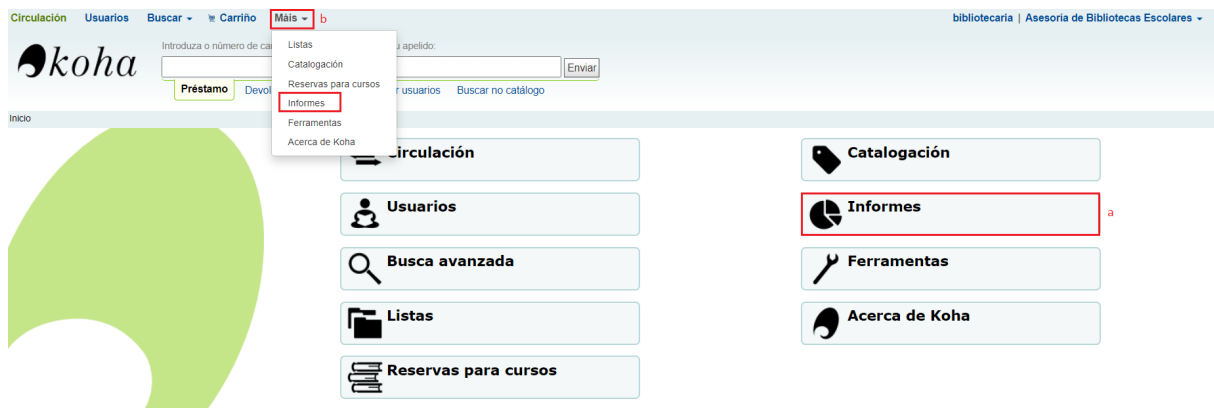 Circulación Usuarios Buscar Carriño Máis b bibliotecaria | Asesoria de Bibliotecas Escolares
koha
Introduza o número de ca
u apelido:
Enviar
Préstamo Devol r usuarios Buscar no catálogo
Listas
Catalogación
Reservas para cursos
Informes
Ferramentas
Acerca de Koha
Inicio
Circulación
Catalogación
Usuarios
Informes a
Busca avanzada
Ferramentas
Listas
Acerca de Koha
Reservas para cursos